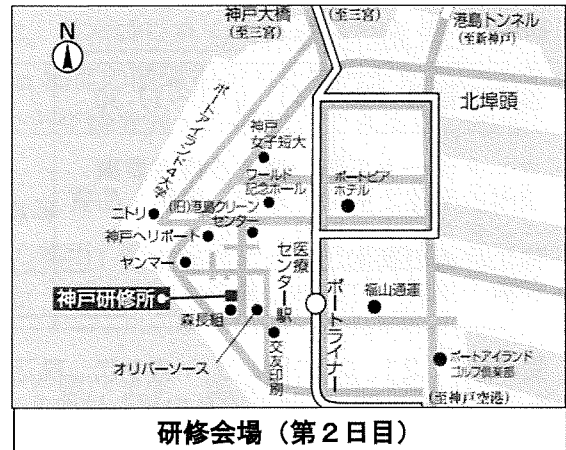 神戸大橋
(至三宮)
(至三宮)
港島トンネル
(至新神戸)
N
北埠頭
ポートアイランド4大学
神戸
女子短大
ワールド
記念ホール
ポートピア
ホテル
ニトリ
(旧)港島クリーン
センター
神戸ヘリポート
ヤンマー
医療
センター駅
ポートライナー
福山通運
神戸研修所
森長組
オリバーソース
交友印刷
ポートアイランド
ゴルフ倶楽部
(至神戸空港)
研修会場(第2日目)